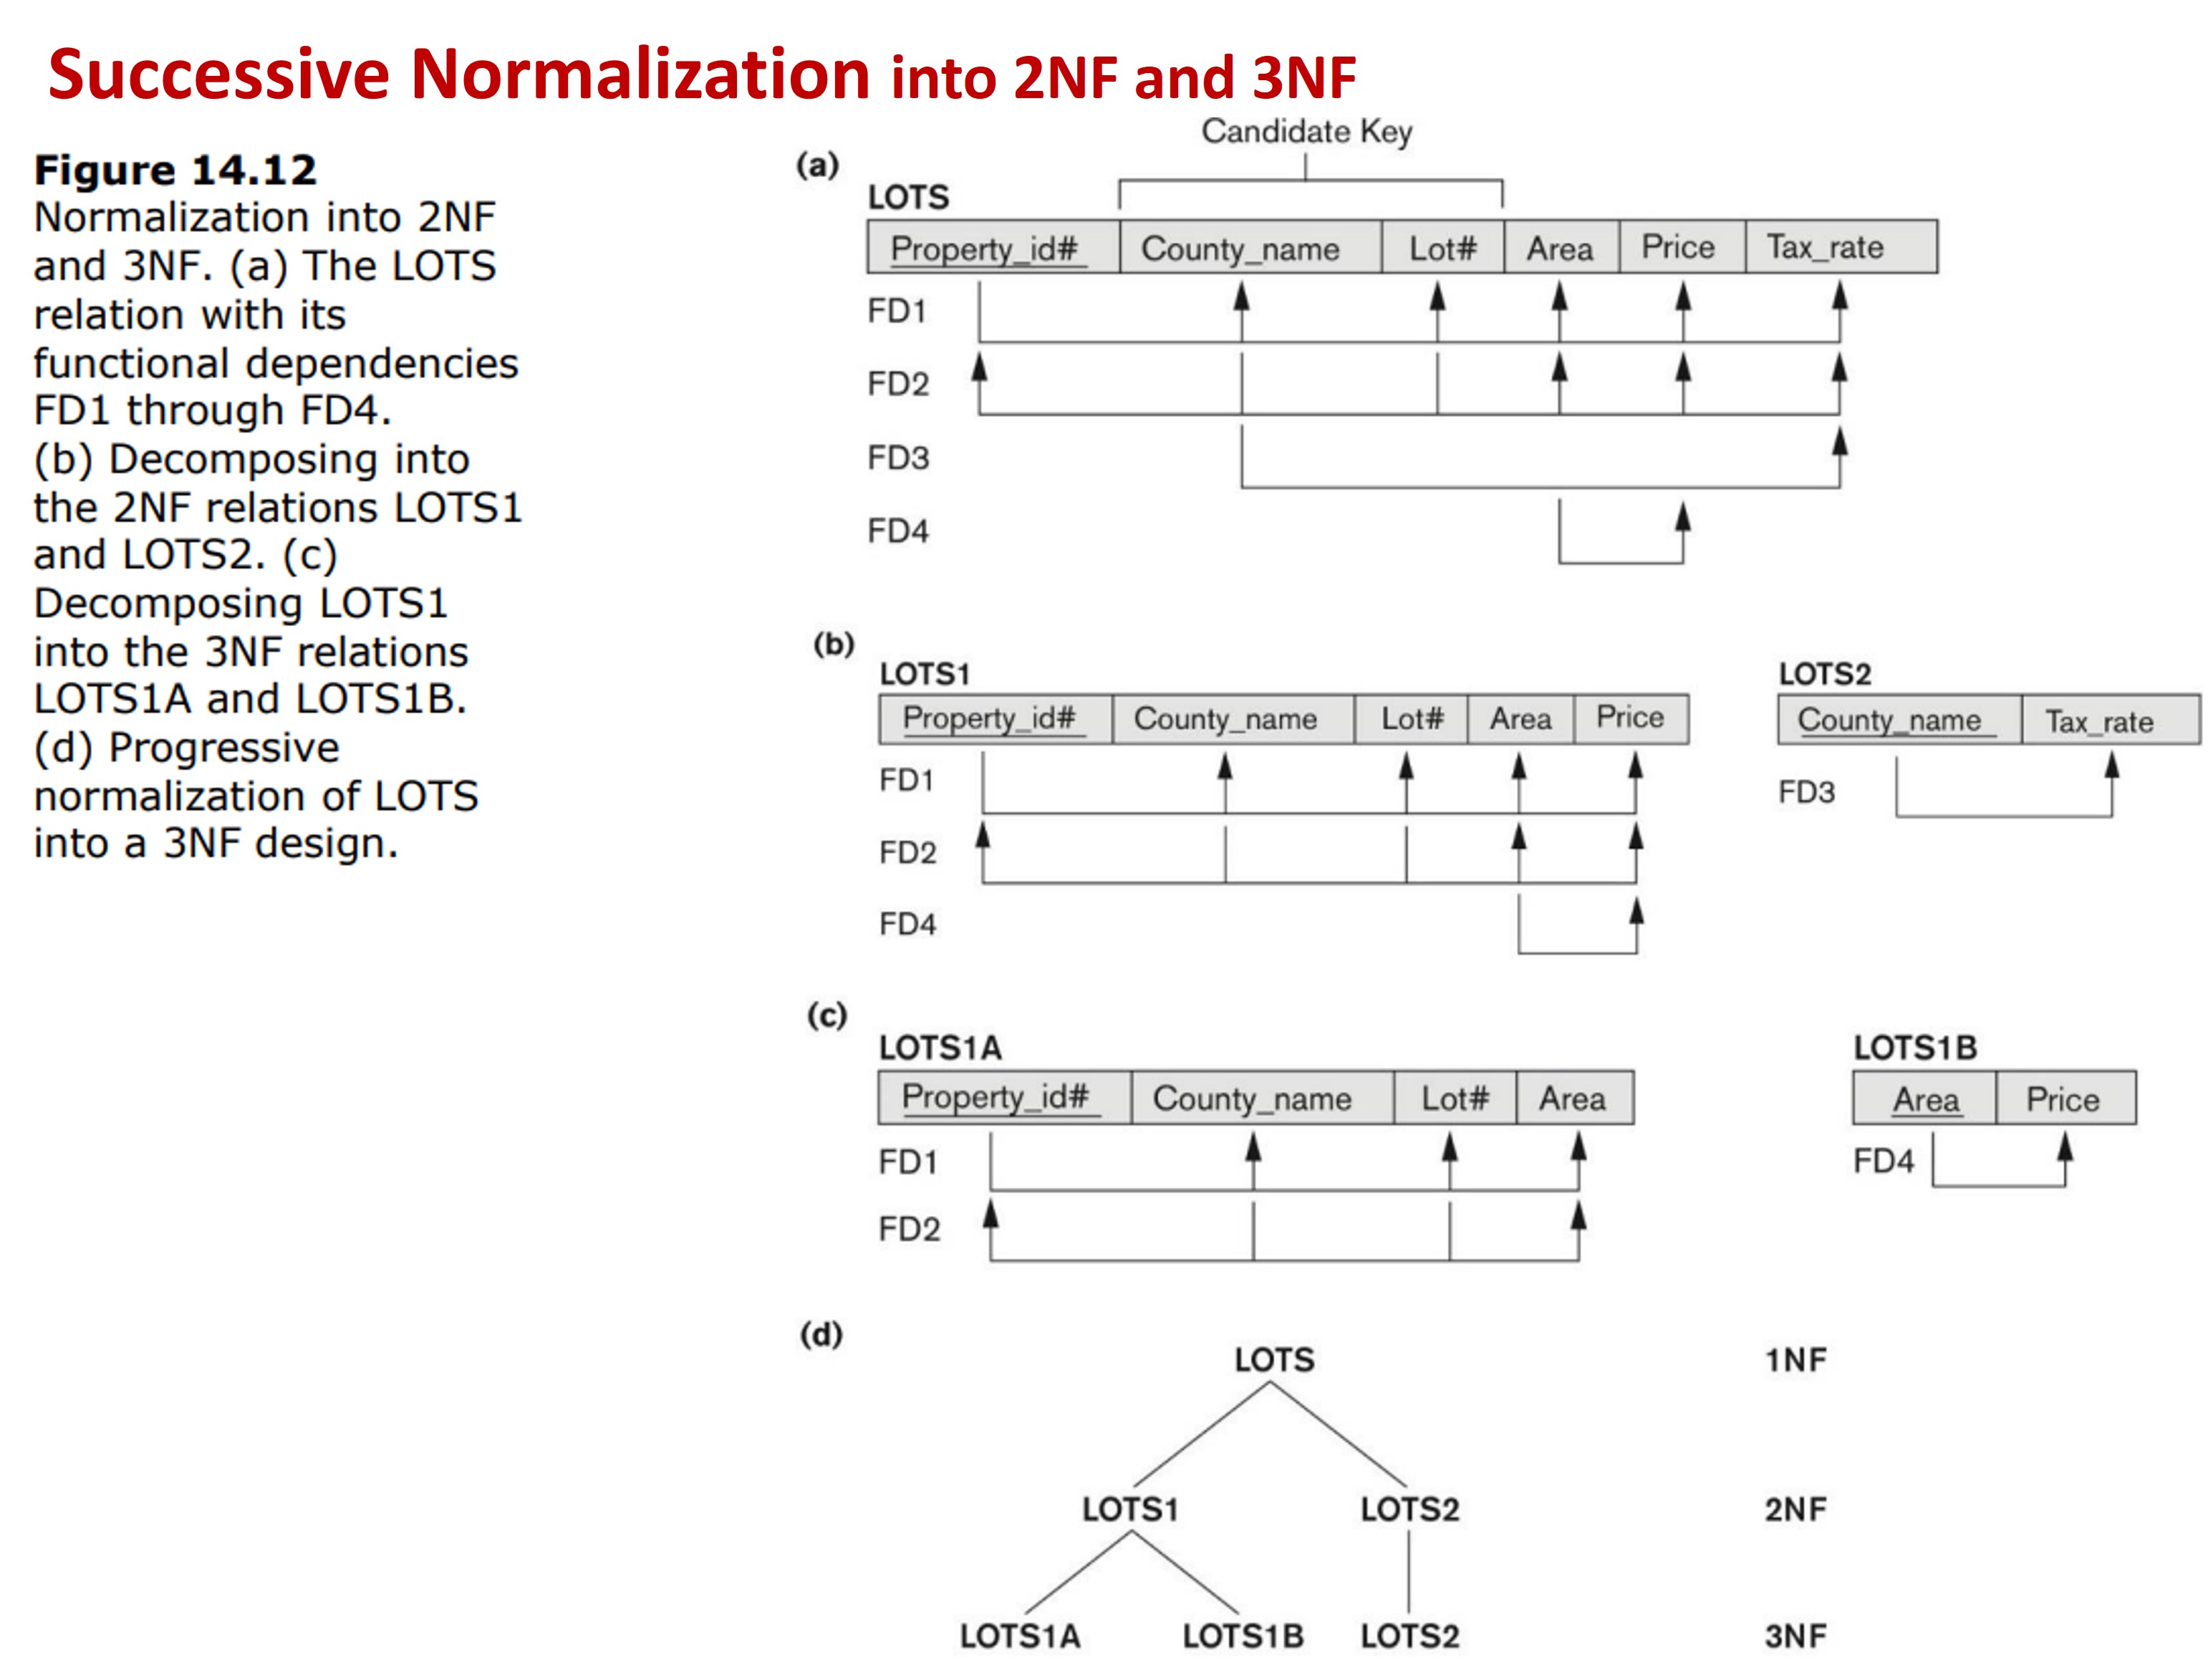 Successive Normalization into 2NF and 3NF
Figure 14.12
Normalization into 2NF
and 3NF. (a) The LOTS
relation with its
functional dependencies
FD1 through FD4.
(b) Decomposing into
the 2NF relations LOTS1
and LOTS2. (c)
Decomposing LOTS1
into the 3NF relations
LOTS1A and LOTS1B.
(d) Progressive
normalization of LOTS
into a 3NF design.
Candidate Key
(a)
LOTS
Property_id# County_name Lot# Area Price Tax_rate
FD1
FD2
FD3
FD4
(b)
LOTS1
Property_id# County_name Lot# Area Price
FD1
FD2
FD4
LOTS2
County_name Tax_rate
FD3
(c)
LOTS1A
Property_id# County_name Lot# Area
FD1
FD2
LOTS1B
Area Price
FD4
(d)
LOTS 1NF
LOTS1 LOTS2 2NF
LOTS1A LOTS1B LOTS2 3NF